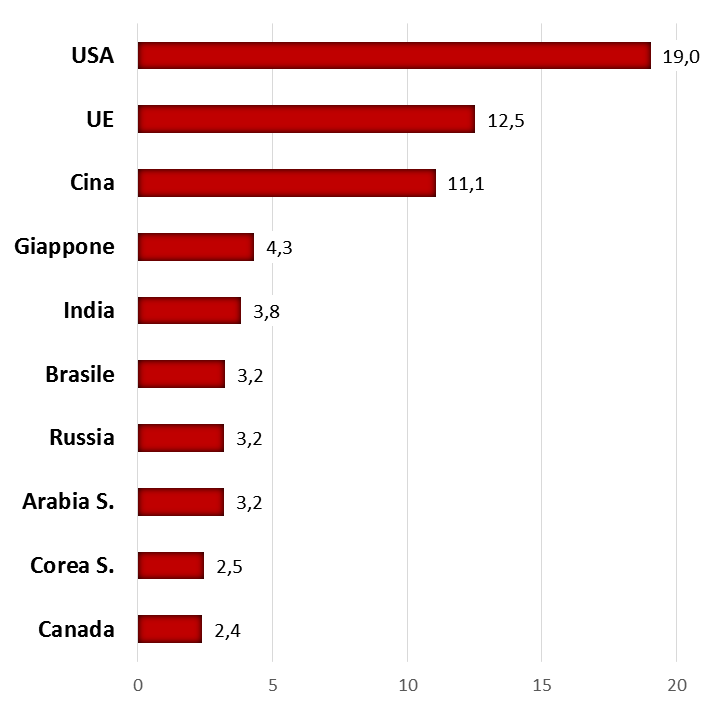 USA 19,0
UE 12,5
Cina 11,1
Giappone 4,3
India 3,8
Brasile 3,2
Russia 3,2
Arabia S. 3,2
Corea S. 2,5
Canada 2,4
0 5 10 15 20